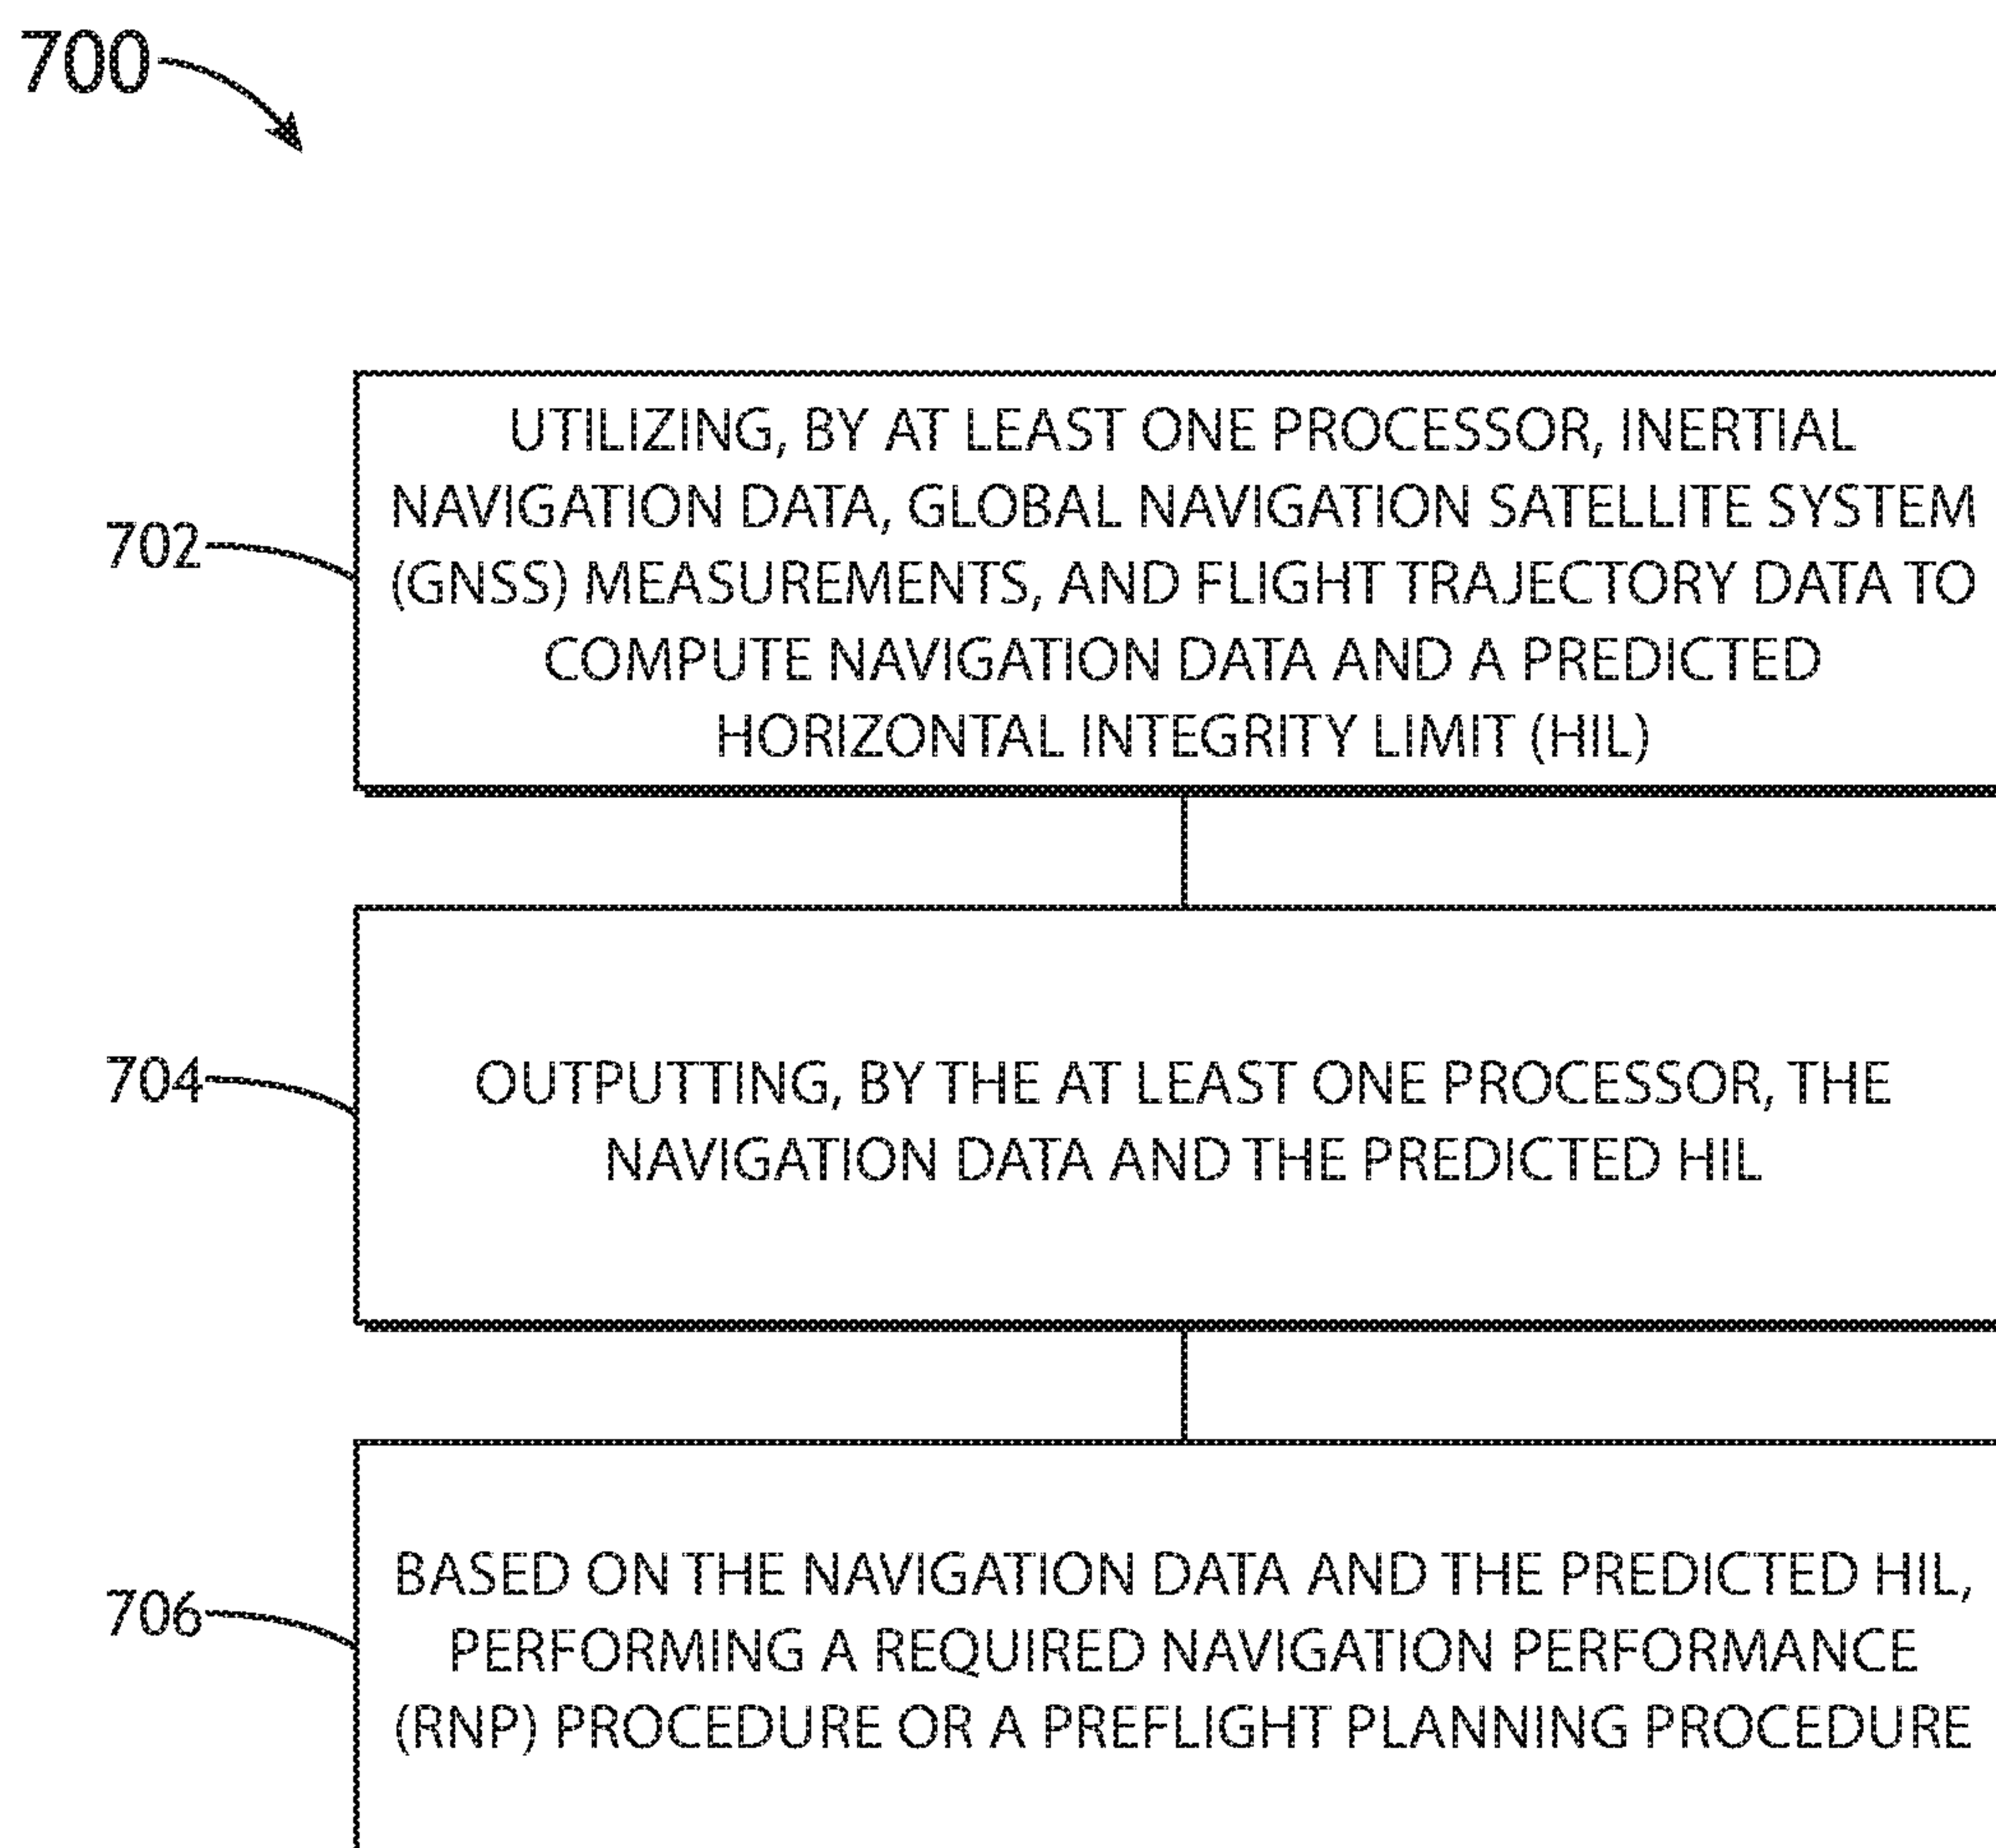 700
702
UTILIZING, BY AT LEAST ONE PROCESSOR, INERTIAL
NAVIGATION DATA, GLOBAL NAVIGATION SATELLITE SYSTEM
(GNSS) MEASUREMENTS, AND FLIGHT TRAJECTORY DATA TO
COMPUTE NAVIGATION DATA AND A PREDICTED
HORIZONTAL INTEGRITY LIMIT (HIL)
704
OUTPUTTING, BY THE AT LEAST ONE PROCESSOR, THE
NAVIGATION DATA AND THE PREDICTED HIL
706
BASED ON THE NAVIGATION DATA AND THE PREDICTED HIL,
PERFORMING A REQUIRED NAVIGATION PERFORMANCE
(RNP) PROCEDURE OR A PREFLIGHT PLANNING PROCEDURE